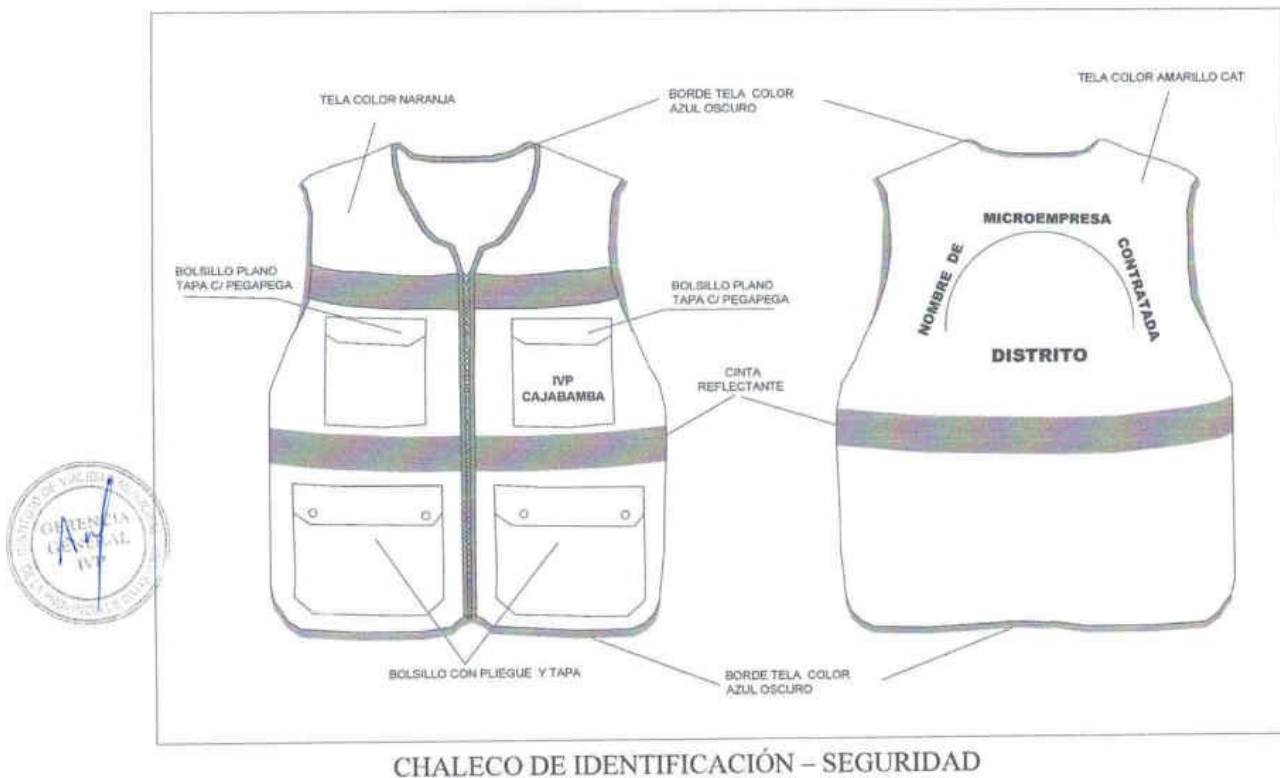 TELA COLOR NARANJA
BORDE TELA COLOR
AZUL OSCURO
TELA COLOR AMARILLO CAT
BOLSILLO PLANO
TAPA C/ PEGAPEGA
BOLSILLO PLANO
TAPA C/ PEGAPEGA
IVP
CAJABAMBA
CINTA
REFLECTANTE
NOMBRE DE MICROEMPRESA CONTRATADA
DISTRITO
BOLSILLO CON PLIEGUE Y TAPA
BORDE TELA COLOR
AZUL OSCURO
GERENCIA
GENERAL
IVP
CHALECO DE IDENTIFICACIÓN – SEGURIDAD